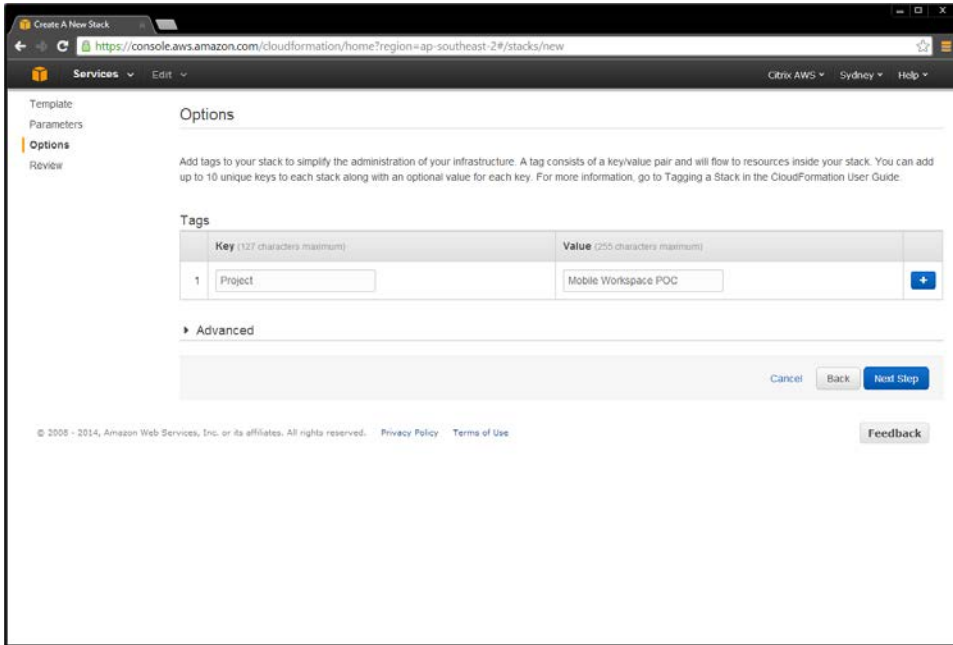 Create A New Stack
https://console.aws.amazon.com/cloudformation/home?region=ap-southeast-2#/stacks/new
Services Edit Citrix AWS Sydney Help
Template
Parameters
Options
Review
Options
Add tags to your stack to simplify the administration of your infrastructure. A tag consists of a key/value pair and will flow to resources inside your stack. You can add
up to 10 unique keys to each stack along with an optional value for each key. For more information, go to Tagging a Stack in the CloudFormation User Guide.
Tags
Key (127 characters maximum) Value (255 characters maximum)
1 Project Mobile Workspace POC +
Advanced
Cancel Back Next Step
© 2008 - 2014, Amazon Web Services, Inc. or its affiliates. All rights reserved. Privacy Policy Terms of Use Feedback